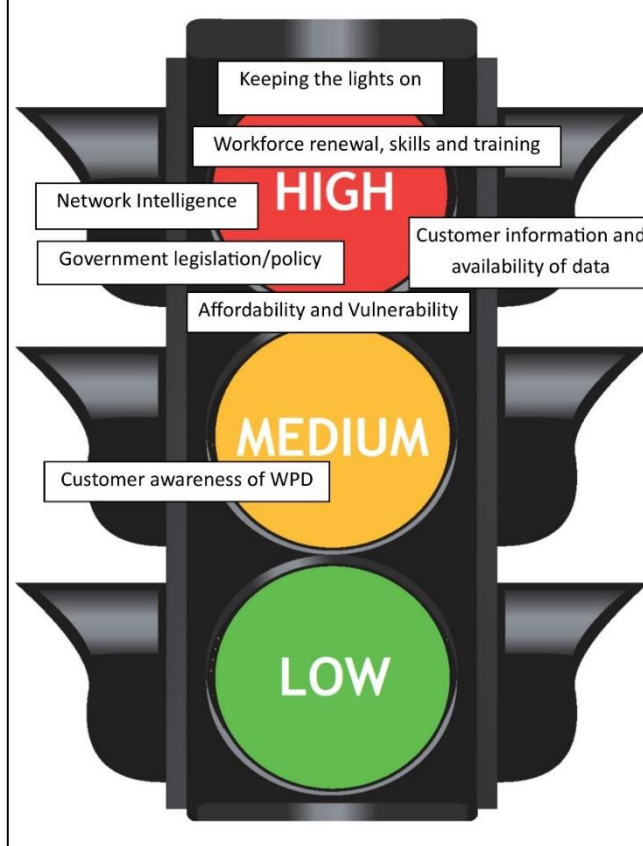 Keeping the lights on
Workforce renewal, skills and training
HIGH
Network Intelligence
Customer information and
availability of data
Government legislation/policy
Affordability and Vulnerability
MEDIUM
Customer awareness of WPD
LOW